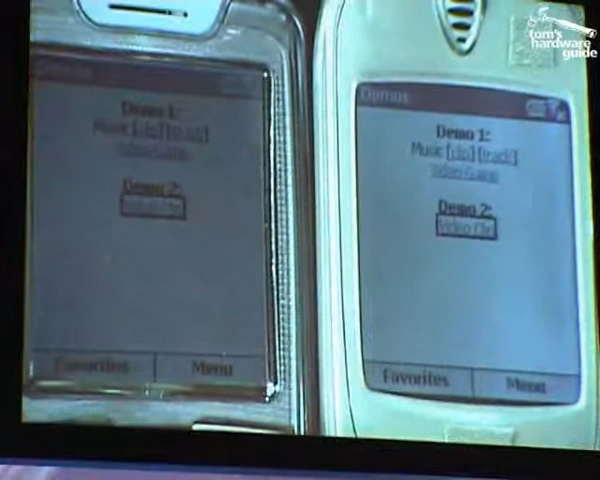 tom's
hardware
guide
Demo 1:
Music [clip] [track]
Video Game
Demo 2:
Video File
Favorites
Menu
Demos
Demo 1:
Music [clip] [track]
Video Game
Demo 2:
Video File
Favorites
Menu